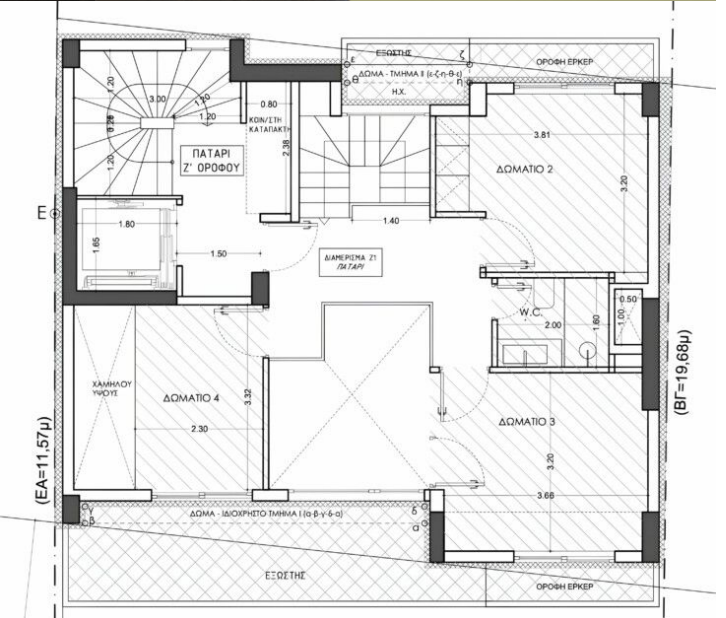 ΕΞΩΣΤΗΣ
ε
ζ
ΔΩΜΑ - ΤΜΗΜΑ ΙΙ (ε-ζ-η-θ-ε)
ΟΡΟΦΗ ΕΡΚΕΡ
θ
η
Η.Χ.
1.20
3.00
1.20
1.20
0.80
ΚΟΙΝ/ΣΤΗ
ΚΑΤΑΠΑΚΤΗ
2.38
1.20
ΠΑΤΑΡΙ
Ζ' ΟΡΟΦΟΥ
3.81
ΔΩΜΑΤΙΟ 2
3.20
Ε
1.80
1.65
1.50
1.40
ΔΙΑΜΕΡΙΣΜΑ Ζ1
ΠΑΤΑΡΙ
W.C.
2.00
1.60
0.50
1.00
ΧΑΜΗΛΟΥ
ΥΨΟΥΣ
ΔΩΜΑΤΙΟ 4
3.32
2.30
ΔΩΜΑΤΙΟ 3
3.20
3.66
(ΕΑ=11,57μ)
(ΒΓ=19,68μ)
γ
β
ΔΩΜΑ - ΙΔΙΟΧΡΗΣΤΟ ΤΜΗΜΑ Ι (α-β-γ-δ-α)
δ
α
ΕΞΩΣΤΗΣ
ΟΡΟΦΗ ΕΡΚΕΡ